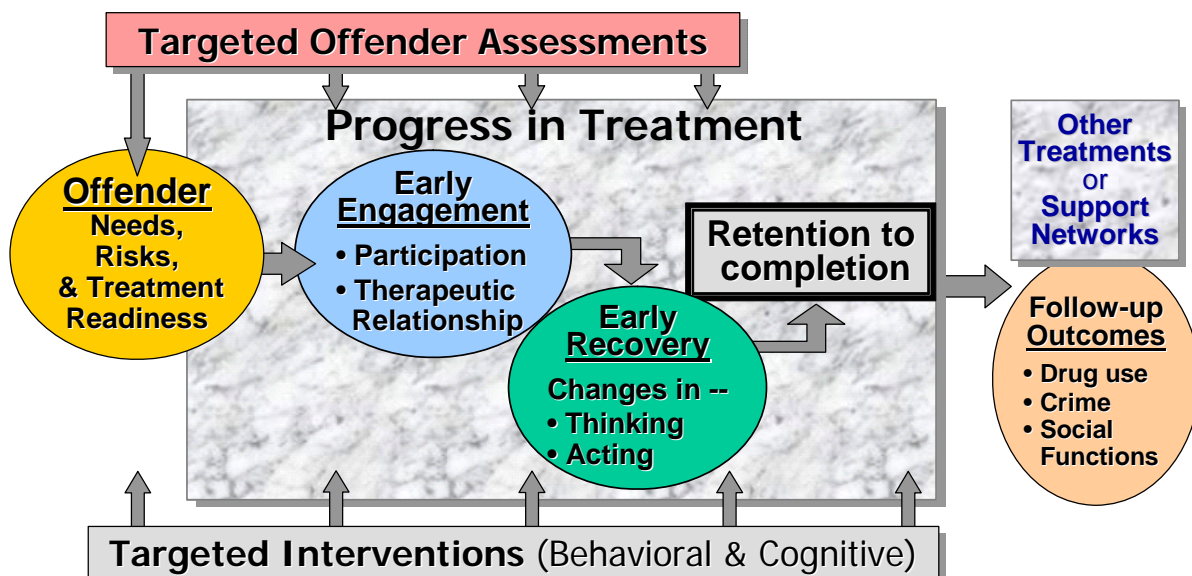 Targeted Offender Assessments
Progress in Treatment
Offender
Needs,
Risks,
& Treatment
Readiness
Early
Engagement
• Participation
• Therapeutic
Relationship
Early
Recovery
Changes in --
• Thinking
• Acting
Retention to
completion
Other
Treatments
or
Support
Networks
Follow-up
Outcomes
• Drug use
• Crime
• Social
Functions
Targeted Interventions (Behavioral & Cognitive)